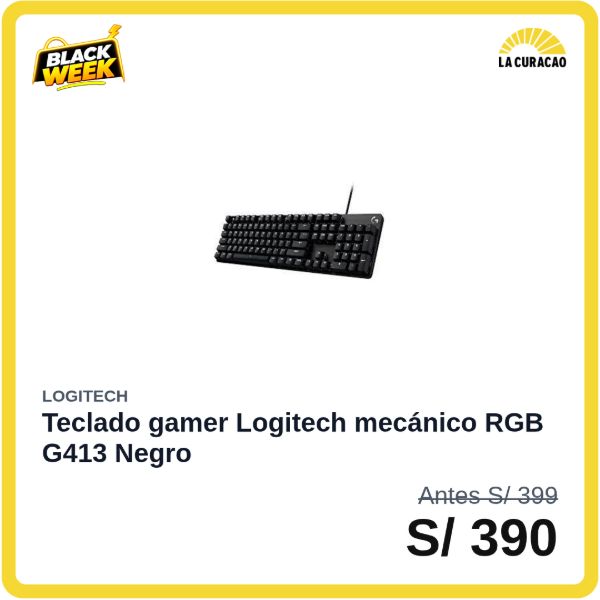 BLACK
WEEK
LA CURACAO
LOGITECH
Teclado gamer Logitech mecánico RGB
G413 Negro
Antes S/ 399
S/ 390